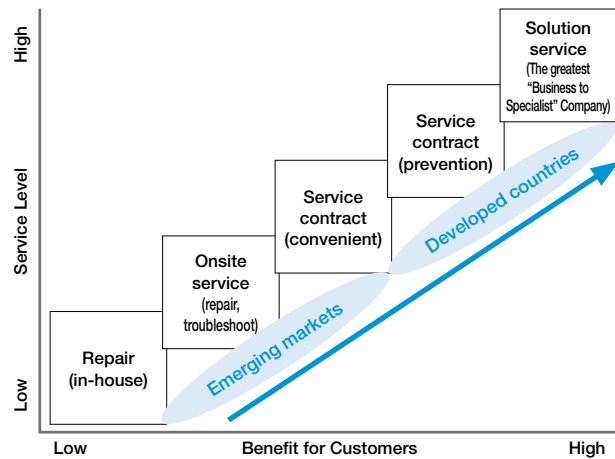 High
Service Level
Low
Solution
service
(The greatest
“Business to
Specialist” Company)
Service
contract
(prevention)
Service
contract
(convenient)
Onsite
service
(repair,
troubleshoot)
Repair
(in-house)
Developed countries
Emerging markets
Low
Benefit for Customers
High